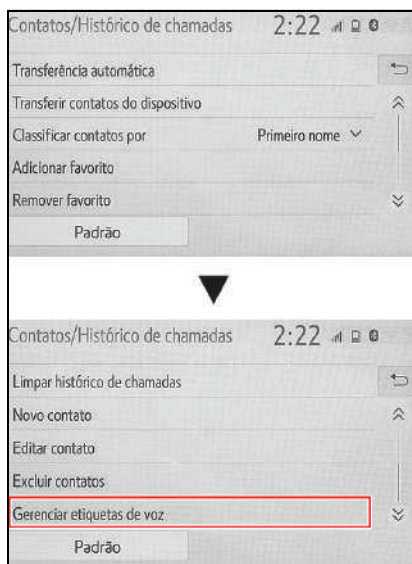 Contatos/Histórico de chamadas 2:22
Transferência automática
Transferir contatos do dispositivo
Classificar contatos por Primeiro nome
Adicionar favorito
Remover favorito
Padrão
Contatos/Histórico de chamadas 2:22
Limpar histórico de chamadas
Novo contato
Editar contato
Excluir contatos
Gerenciar etiquetas de voz
Padrão